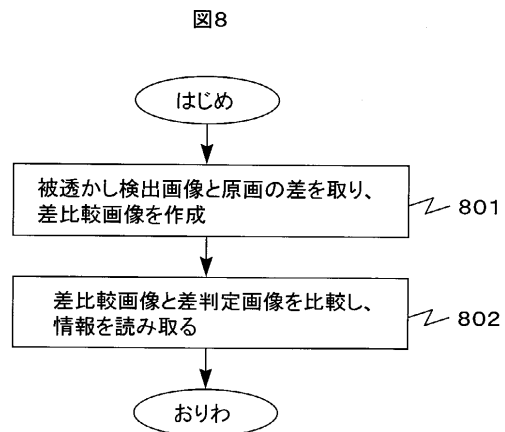 図8
はじめ
被透かし検出画像と原画の差を取り、
差比較画像を作成
801
差比較画像と差判定画像を比較し、
情報を読み取る
802
おりわ